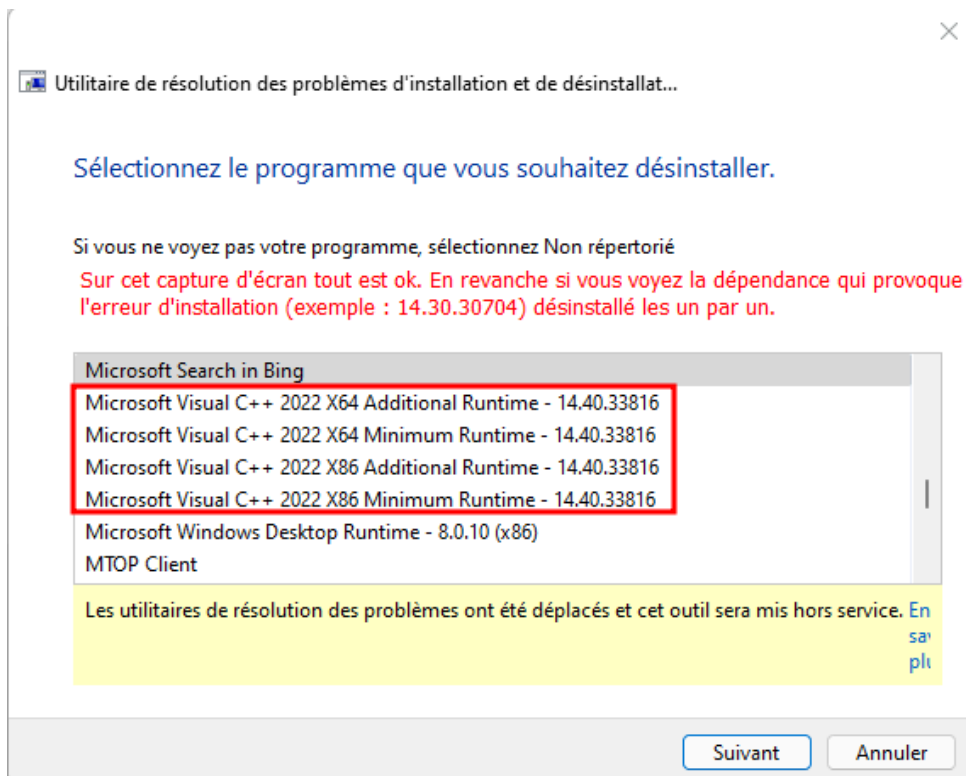 Utilitaire de résolution des problèmes d'installation et de désinstallat...
Sélectionnez le programme que vous souhaitez désinstaller.
Si vous ne voyez pas votre programme, sélectionnez Non répertorié
Sur cet capture d'écran tout est ok. En revanche si vous voyez la dépendance qui provoque
l'erreur d'installation (exemple : 14.30.30704) désinstallé les un par un.
Microsoft Search in Bing
Microsoft Visual C++ 2022 X64 Additional Runtime - 14.40.33816
Microsoft Visual C++ 2022 X64 Minimum Runtime - 14.40.33816
Microsoft Visual C++ 2022 X86 Additional Runtime - 14.40.33816
Microsoft Visual C++ 2022 X86 Minimum Runtime - 14.40.33816
Microsoft Windows Desktop Runtime - 8.0.10 (x86)
MTOP Client
Les utilitaires de résolution des problèmes ont été déplacés et cet outil sera mis hors service. En
Suivant
Annuler